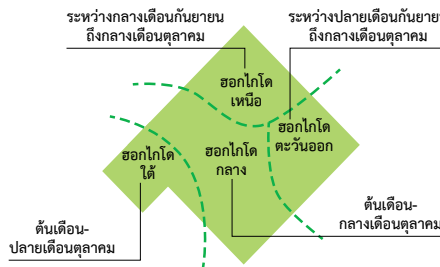 ระหว่างกลางเดือนกันยายน
ถึงกลางเดือนตุลาคม
ระหว่างปลายเดือนกันยาย
ถึงกลางเดือนตุลาคม
ฮอกไกโด
เหนือ
ฮอกไกโด
ตะวันออก
ฮอกไกโด
กลาง
ฮอกไกโด
ใต้
ต้นเดือน-
ปลายเดือนตุลาคม
ต้นเดือน-
กลางเดือนตุลาคม